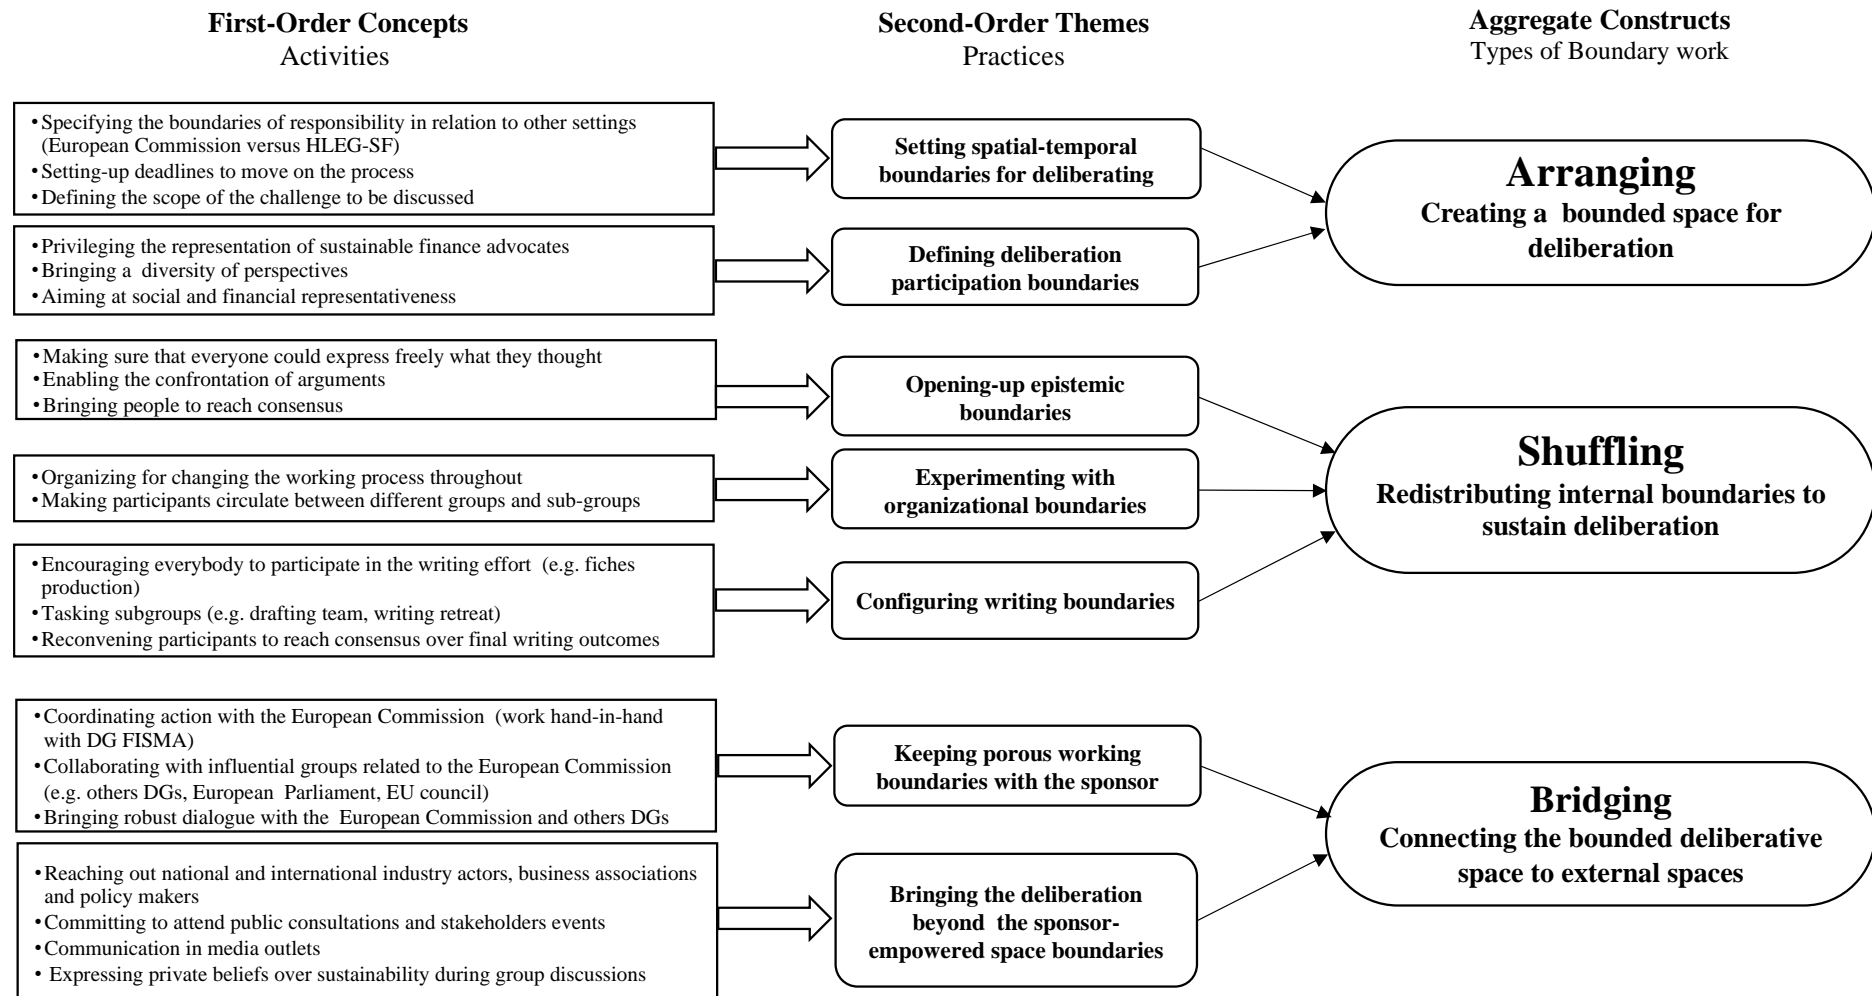 First-Order Concepts
Activities
Second-Order Themes
Practices
Aggregate Constructs
Types of Boundary work
•Specifying the boundaries of responsibility in relation to other settings
(European Commission versus HLEG-SF)
•Setting-up deadlines to move on the process
•Defining the scope of the challenge to be discussed
Setting spatial-temporal
boundaries for deliberating
•Privileging the representation of sustainable finance advocates
•Bringing a diversity of perspectives
•Aiming at social and financial representativeness
Defining deliberation
participation boundaries
Arranging
Creating a bounded space for
deliberation
•Making sure that everyone could express freely what they thought
•Enabling the confrontation of arguments
•Bringing people to reach consensus
Opening-up epistemic
boundaries
•Organizing for changing the working process throughout
•Making participants circulate between different groups and sub-groups
Experimenting with
organizational boundaries
•Encouraging everybody to participate in the writing effort (e.g. fiches
production)
•Tasking subgroups (e.g. drafting team, writing retreat)
•Reconvening participants to reach consensus over final writing outcomes
Configuring writing boundaries
Shuffling
Redistributing internal boundaries to
sustain deliberation
•Coordinating action with the European Commission (work hand-in-hand
with DG FISMA)
•Collaborating with influential groups related to the European Commission
(e.g. others DGs, European Parliament, EU council)
•Bringing robust dialogue with the European Commission and others DGs
Keeping porous working
boundaries with the sponsor
•Reaching out national and international industry actors, business associations
and policy makers
•Committing to attend public consultations and stakeholders events
•Communication in media outlets
• Expressing private beliefs over sustainability during group discussions
Bringing the deliberation
beyond the sponsor-
empowered space boundaries
Bridging
Connecting the bounded deliberative
space to external spaces